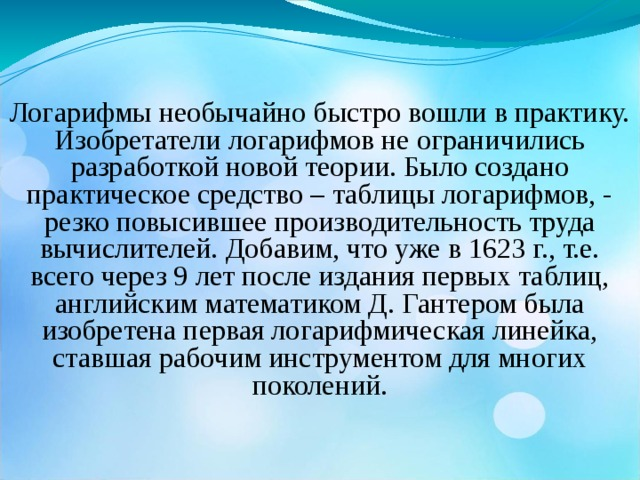 Логарифмы необычайно быстро вошли в практику.
Изобретатели логарифмов не ограничились
разработкой новой теории. Было создано
практическое средство – таблицы логарифмов, -
резко повысившее производительность труда
вычислителей. Добавим, что уже в 1623 г., т.е.
всего через 9 лет после издания первых таблиц,
английским математиком Д. Гантером была
изобретена первая логарифмическая линейка,
ставшая рабочим инструментом для многих
поколений.